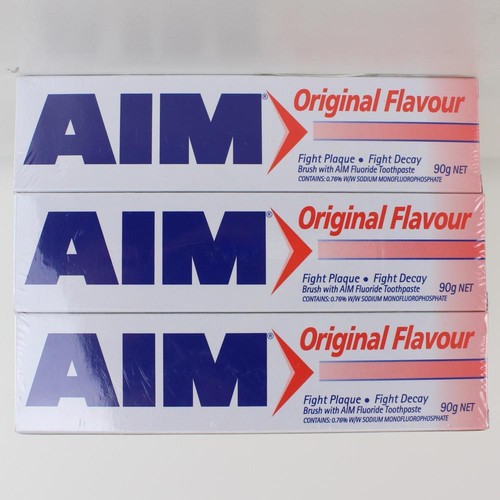 AIM®
Original Flavour
Fight Plaque • Fight Decay
Brush with AIM Fluoride Toothpaste 90g NET
CONTAINS: 0.76% W/W SODIUM MONOFLUOROPHOSPHATE
AIM®
Original Flavour
Fight Plaque • Fight Decay
Brush with AIM Fluoride Toothpaste 90g NET
CONTAINS: 0.76% W/W SODIUM MONOFLUOROPHOSPHATE
AIM®
Original Flavour
Fight Plaque • Fight Decay
Brush with AIM Fluoride Toothpaste 90g NET
CONTAINS: 0.76% W/W SODIUM MONOFLUOROPHOSPHATE